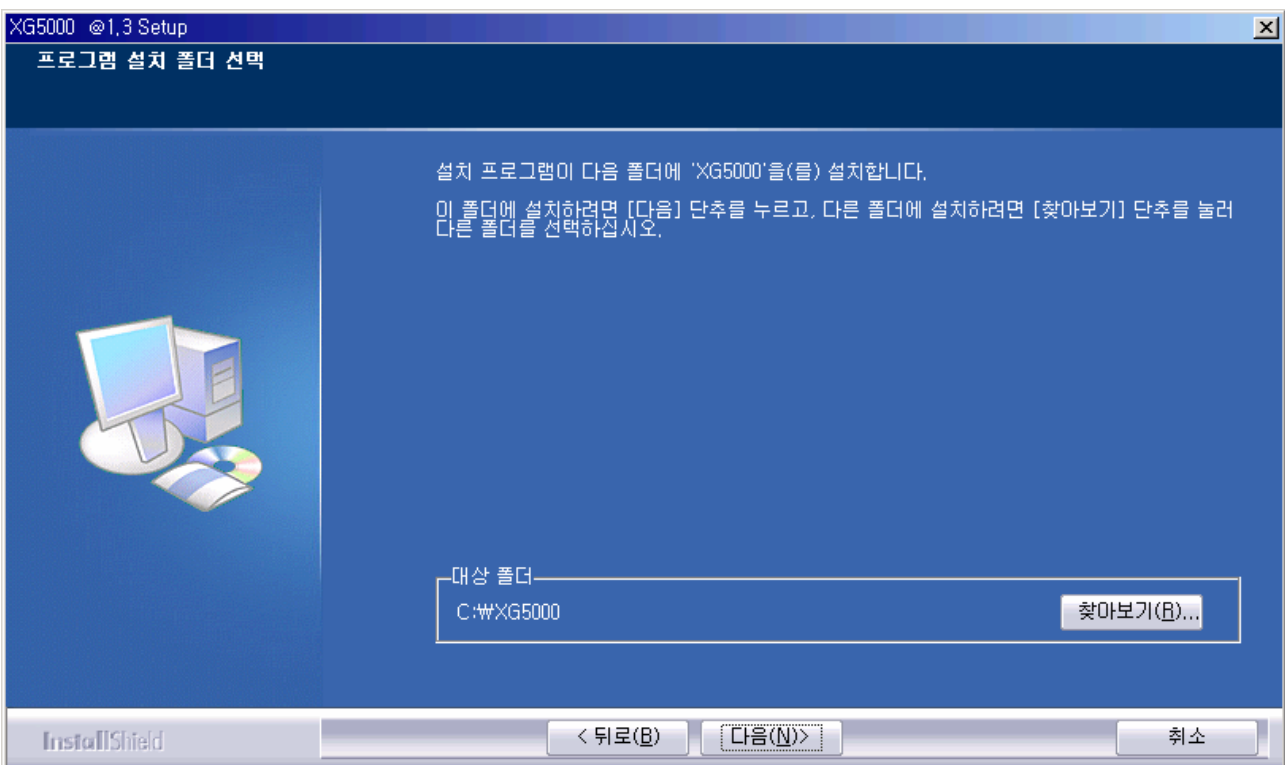 XG5000 @1.3 Setup
프로그램 설치 폴더 선택
설치 프로그램이 다음 폴더에 'XG5000'을(를) 설치합니다.
이 폴더에 설치하려면 [다음] 단추를 누르고, 다른 폴더에 설치하려면 [찾아보기] 단추를 눌러
다른 폴더를 선택하십시오.
대상 폴더
C:₩XG5000
찾아보기(R)...
InstallShield
< 뒤로(B)
다음(N)>
취소